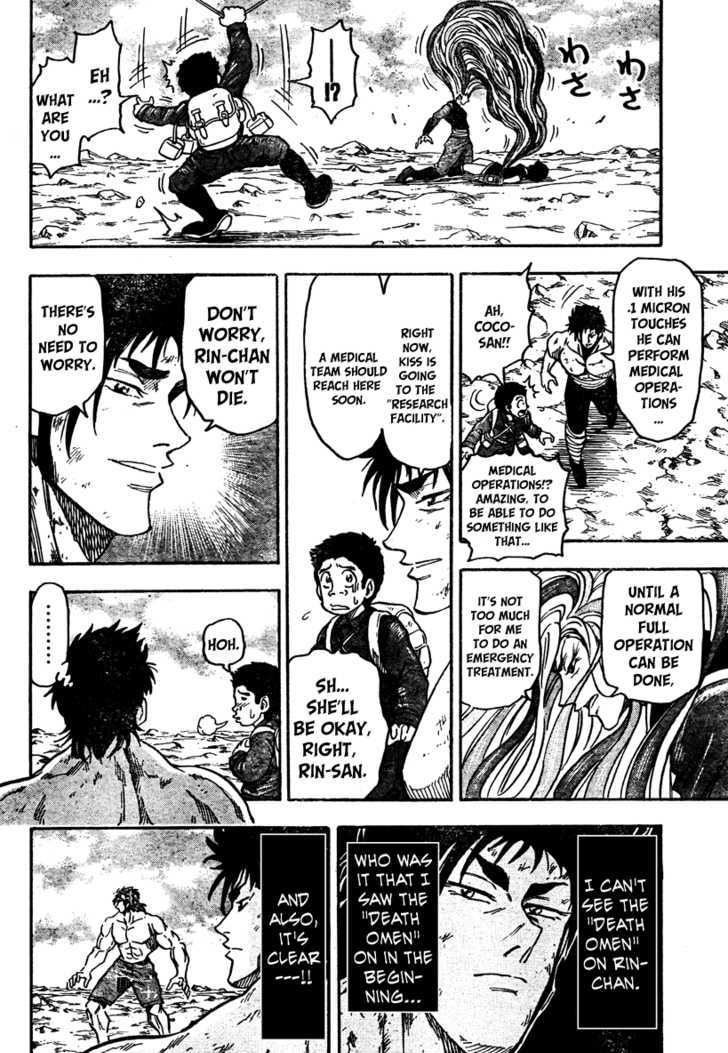 わさ
わさ
—
!?
EH
...?
WHAT
ARE
YOU
...
WITH HIS
.1 MICRON
TOUCHES
HE CAN
PERFORM
MEDICAL
OPERA-
TIONS
...
AH,
COCO-
SAN!!
MEDICAL
OPERATIONS!?
AMAZING, TO
BE ABLE TO DO
SOMETHING LIKE
THAT...
UNTIL A
NORMAL
FULL
OPERATION
CAN BE
DONE,
IT'S NOT
TOO MUCH
FOR ME
TO DO AN
EMERGENCY
TREATMENT.
RIGHT
NOW,
KISS IS
GOING
TO THE
"RESEARCH
FACILITY".
A MEDICAL
TEAM SHOULD
REACH HERE
SOON.
SH...
SHE'LL
BE OKAY,
RIGHT,
RIN-SAN.
DON'T
WORRY,
RIN-CHAN
WON'T
DIE.
THERE'S
NO
NEED TO
WORRY.
HOH.
........
I CAN'T
SEE THE
"DEATH
OMEN"
ON RIN-
CHAN.
WHO WAS
IT THAT I
SAW THE
"DEATH
OMEN"
ON IN THE
BEGIN-
NING...
AND
ALSO,
IT'S
CLEAR
---!!